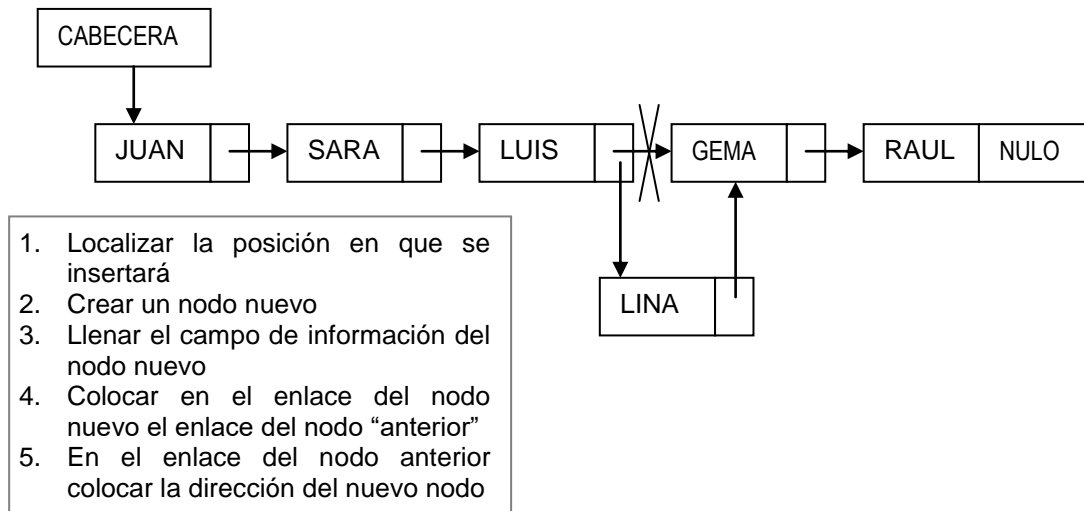 CABECERA
JUAN SARA LUIS GEMA RAUL NULO
LINA
1. Localizar la posición en que se
insertará
2. Crear un nodo nuevo
3. Llenar el campo de información del
nodo nuevo
4. Colocar en el enlace del nodo
nuevo el enlace del nodo “anterior”
5. En el enlace del nodo anterior
colocar la dirección del nuevo nodo